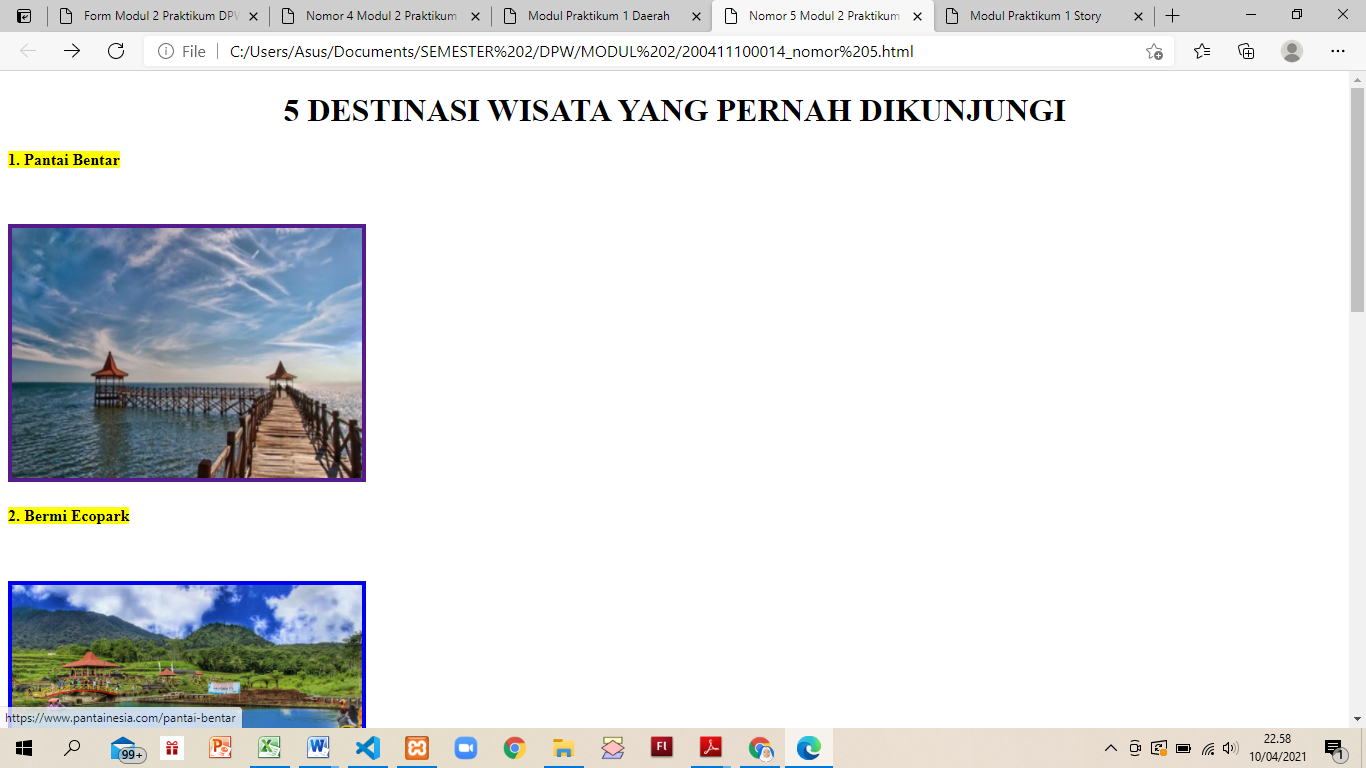 Form Modul 2 Praktikum DPW
Nomor 4 Modul 2 Praktikum
Modul Praktikum 1 Daerah
Nomor 5 Modul 2 Praktikum
Modul Praktikum 1 Story
File
C:/Users/Asus/Documents/SEMESTER%202/DPW/MODUL%202/200411100014_nomor%205.html
5 DESTINASI WISATA YANG PERNAH DIKUNJUNGI
1. Pantai Bentar
2. Bermi Ecopark
https://www.pantainesia.com/pantai-bentar
99+
22.58
10/04/2021
1